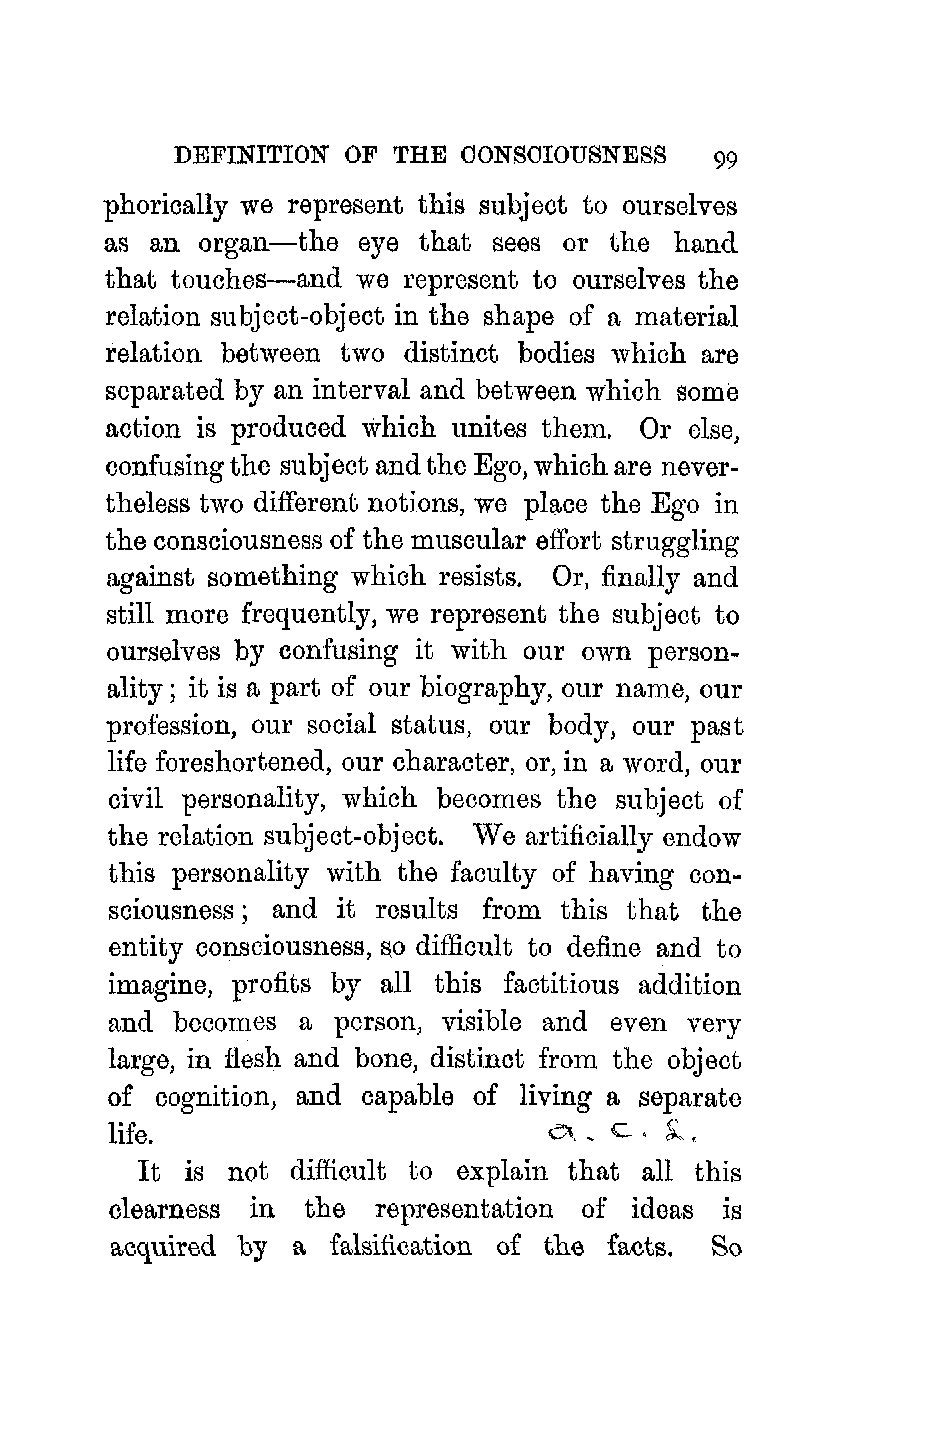 DEFINITION OF THE CONSCIOUSNESS 99
phorically we represent this subject to ourselves
as an organ—the eye that sees or the hand
that touches—and we represent to ourselves the
relation subject-object in the shape of a material
relation between two distinct bodies which are
separated by an interval and between which some
action is produced which unites them. Or else,
confusing the subject and the Ego, which are never-
theless two different notions, we place the Ego in
the consciousness of the muscular effort struggling
against something which resists. Or, finally and
still more frequently, we represent the subject to
ourselves by confusing it with our own person-
ality; it is a part of our biography, our name, our
profession, our social status, our body, our past
life foreshortened, our character, or, in a word, our
civil personality, which becomes the subject of
the relation subject-object. We artificially endow
this personality with the faculty of having con-
sciousness; and it results from this that the
entity consciousness, so difficult to define and to
imagine, profits by all this factitious addition
and becomes a person, visible and even very
large, in flesh and bone, distinct from the object
of cognition, and capable of living a separate
life. a. c. L.
It is not difficult to explain that all this
clearness in the representation of ideas is
acquired by a falsification of the facts. So